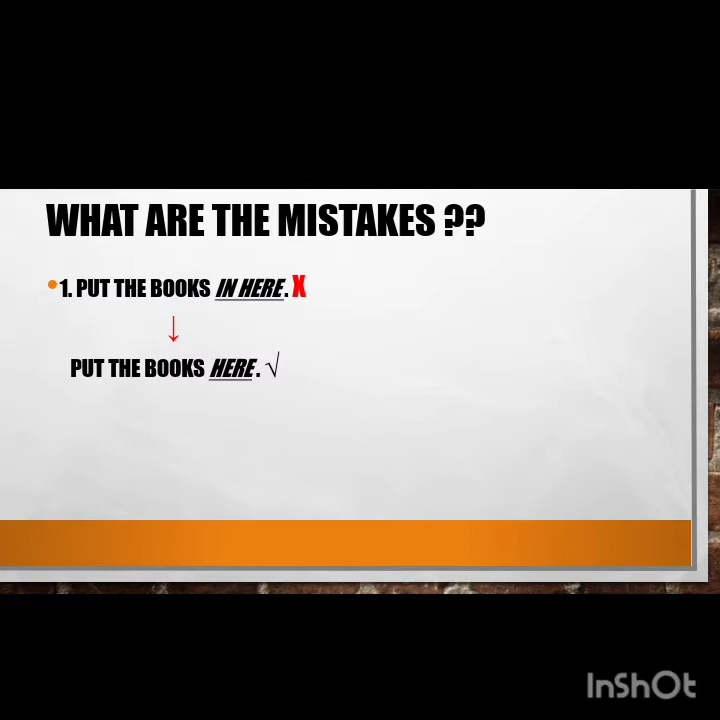 WHAT ARE THE MISTAKES ??
1. PUT THE BOOKS IN HERE. X
↓
PUT THE BOOKS HERE. √
InShOt